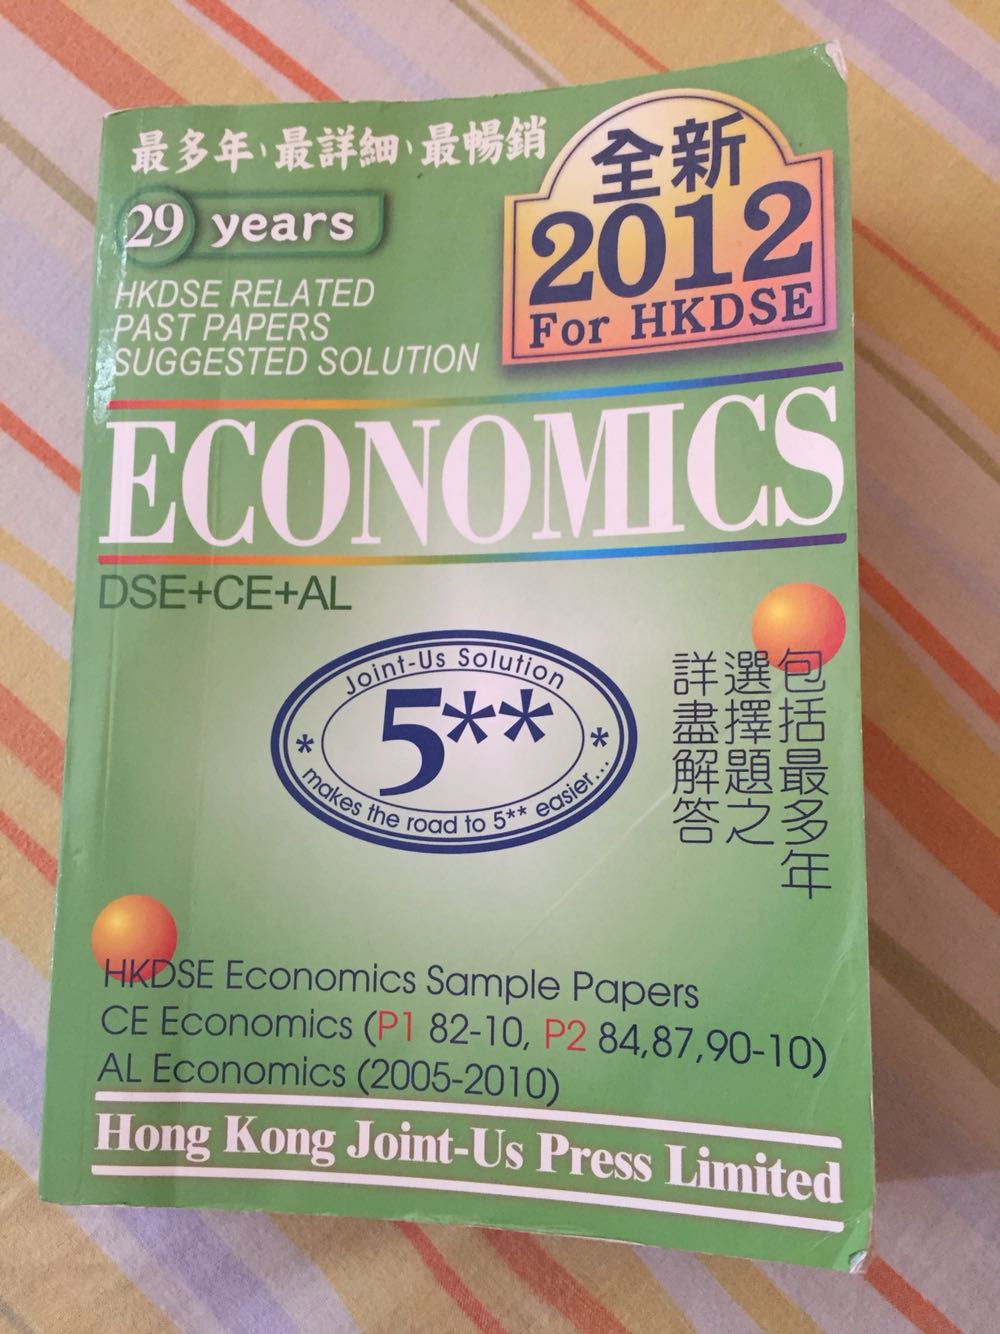 最多年、最詳細、最暢銷
29 years
HKDSE RELATED
PAST PAPERS
SUGGESTED SOLUTION
全新
2012
For HKDSE
ECONOMICS
DSE+CE+AL
Joint-Us Solution
* 5** *
makes the road to 5** easier...
包括最多年
選擇題之
詳盡解答
HKDSE Economics Sample Papers
CE Economics (P1 82-10, P2 84,87,90-10)
AL Economics (2005-2010)
Hong Kong Joint-Us Press Limited